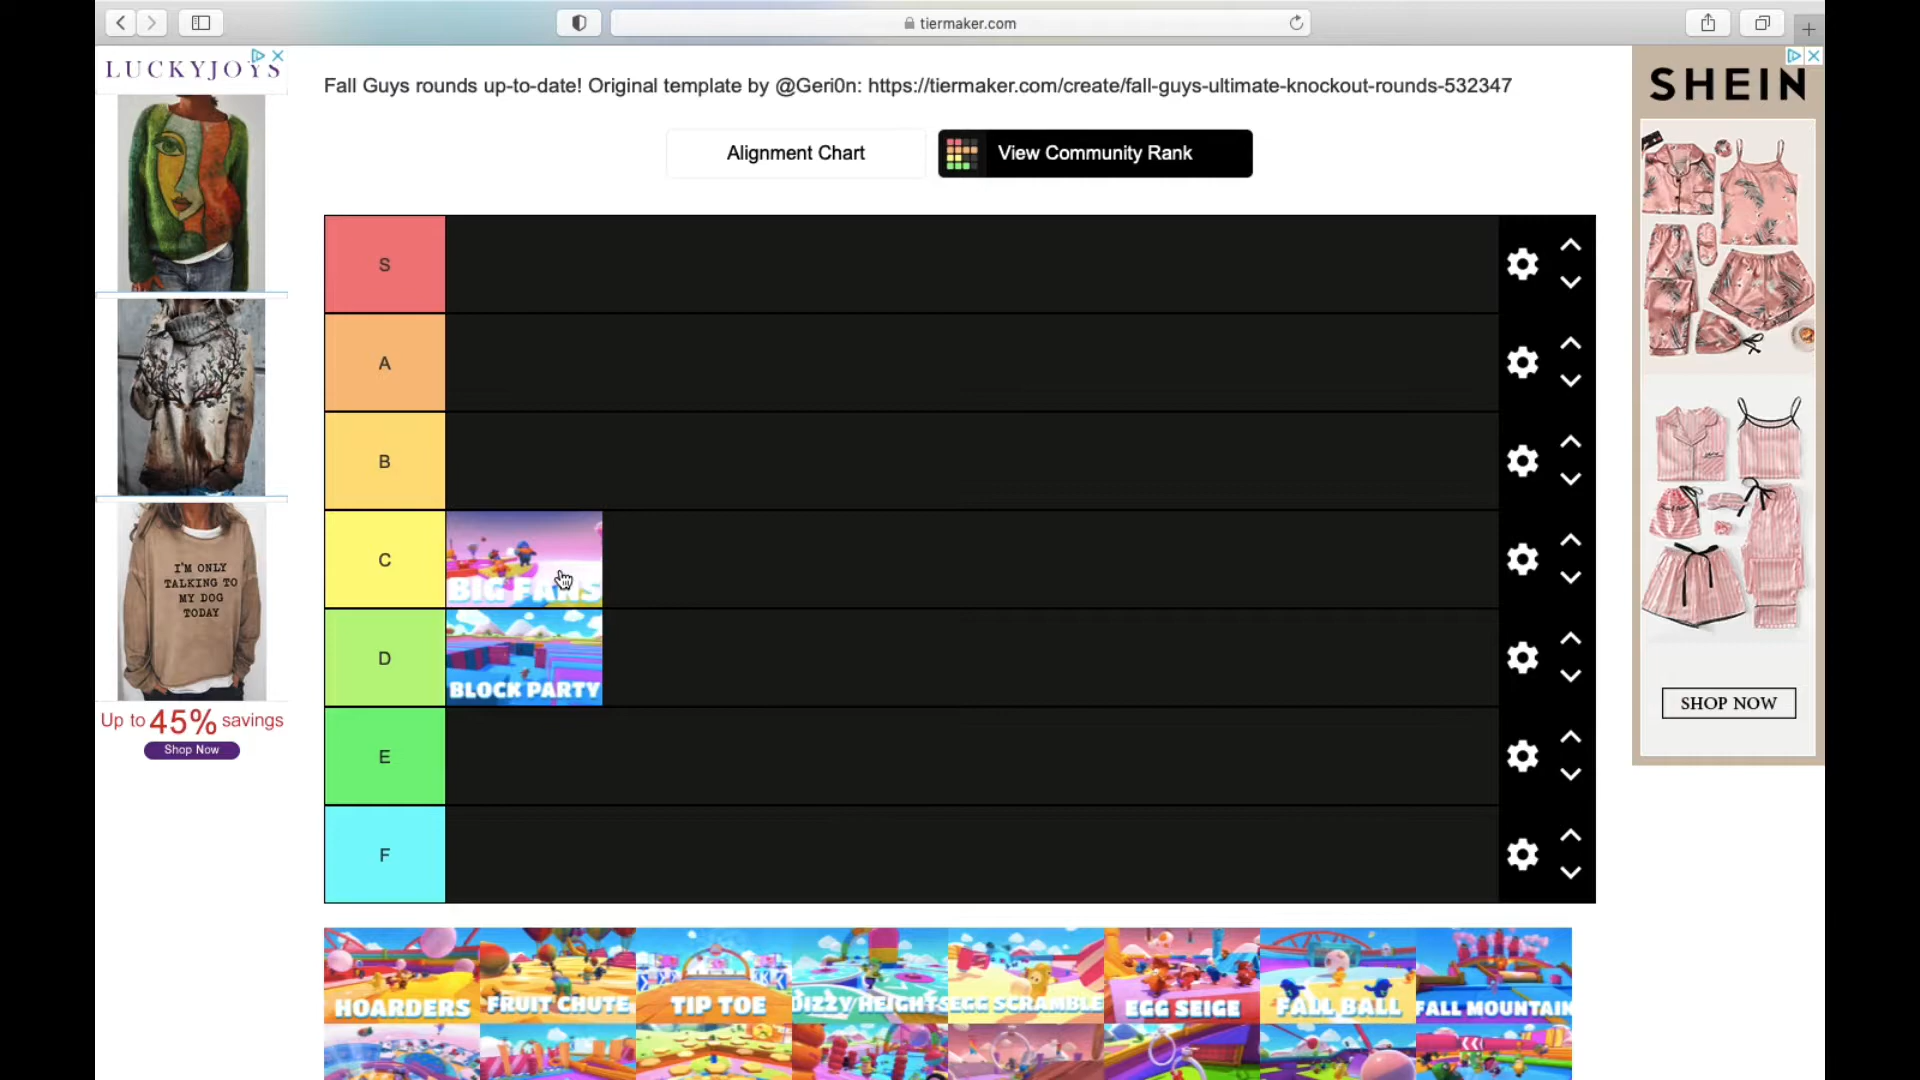 tiermaker.com
LUCKYJOYS
SHEIN
Fall Guys rounds up-to-date! Original template by @Geri0n: https://tiermaker.com/create/fall-guys-ultimate-knockout-rounds-532347
Alignment Chart
View Community Rank
S
A
B
C
BIG FANS
D
BLOCK PARTY
E
F
I'M ONLY
TALKING TO
MY DOG
TODAY
Up to 45% savings
Shop Now
SHOP NOW
HOARDERS
FRUIT CHUTE
TIP TOE
DIZZY HEIGHTS
EGG SCRAMBLE
EGG SEIGE
FALL BALL
FALL MOUNTAIN